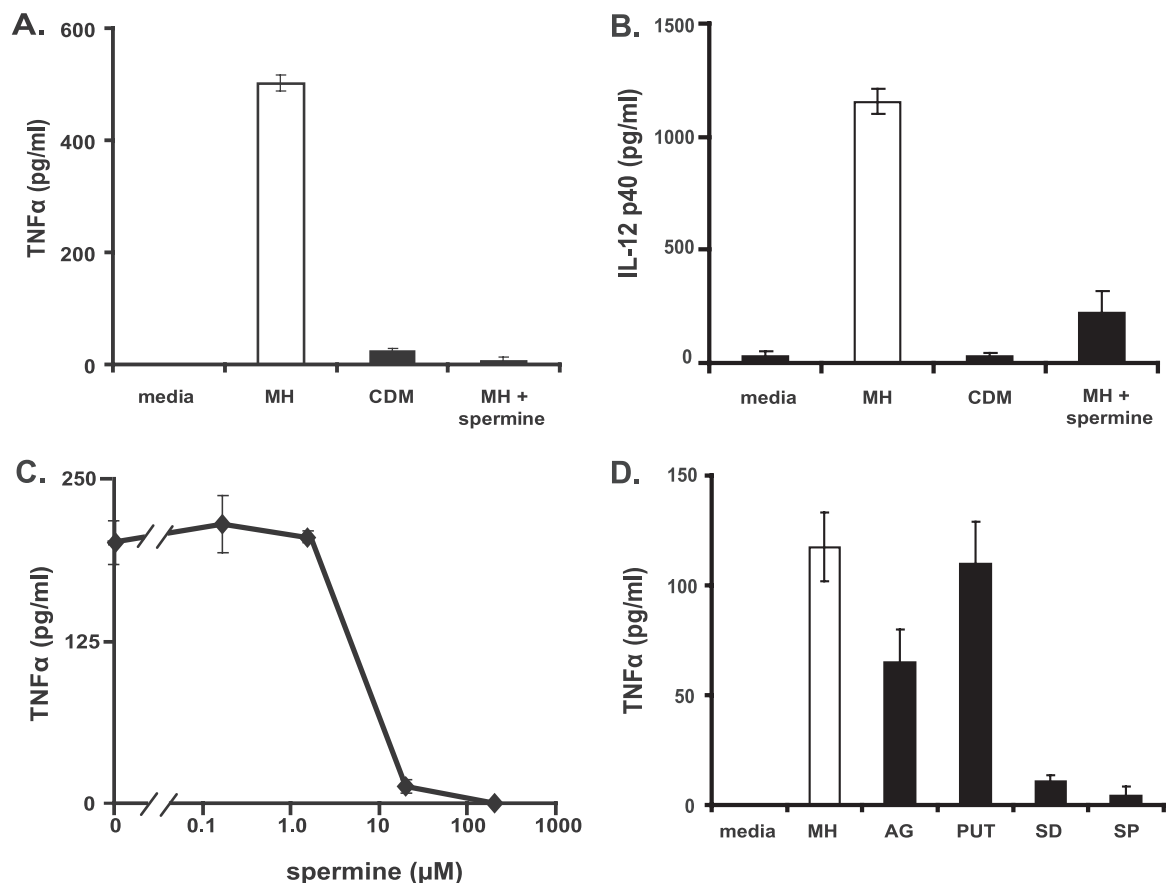 A.
TNFα (pg/ml)
600
400
200
0
media MH CDM MH +
spermine
B.
IL-12 p40 (pg/ml)
1500
1000
500
0
media MH CDM MH +
spermine
C.
TNFα (pg/ml)
250
125
0
0 0.1 1.0 10 100 1000
spermine (µM)
D.
TNFα (pg/ml)
150
100
50
0
media MH AG PUT SD SP